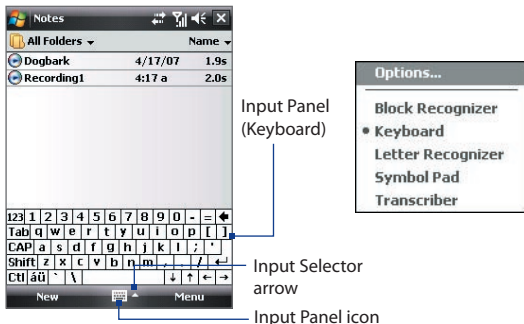 Notes
All Folders Name
Dogbark 4/17/07 1.9s
Recording1 4:17 a 2.0s
123 1 2 3 4 5 6 7 8 9 0 - =
Tab q w e r t y u i o p [ ]
CAP a s d f g h j k l ; '
Shift z x c v b n m , . /
Ctl áü ` \
New Menu
Input Panel
(Keyboard)
Input Selector
arrow
Input Panel icon
Options...
Block Recognizer
Keyboard
Letter Recognizer
Symbol Pad
Transcriber